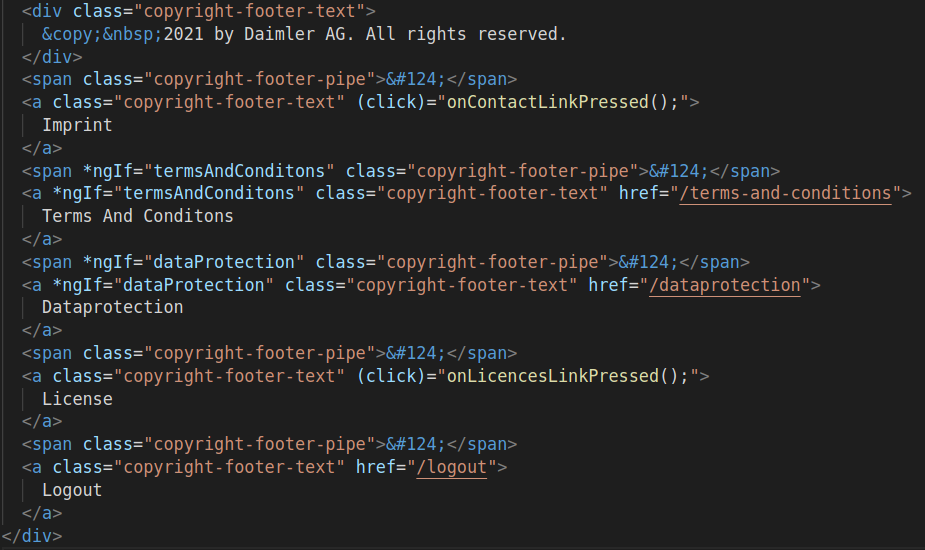 <div class="copyright-footer-text">
&copy;&nbsp;2021 by Daimler AG. All rights reserved.
</div>
<span class="copyright-footer-pipe">&#124;</span>
<a class="copyright-footer-text" (click)="onContactLinkPressed();">
Imprint
</a>
<span *ngIf="termsAndConditons" class="copyright-footer-pipe">&#124;</span>
<a *ngIf="termsAndConditons" class="copyright-footer-text" href="/terms-and-conditions">
Terms And Conditons
</a>
<span *ngIf="dataProtection" class="copyright-footer-pipe">&#124;</span>
<a *ngIf="dataProtection" class="copyright-footer-text" href="/dataprotection">
Dataprotection
</a>
<span class="copyright-footer-pipe">&#124;</span>
<a class="copyright-footer-text" (click)="onLicencesLinkPressed();">
License
</a>
<span class="copyright-footer-pipe">&#124;</span>
<a class="copyright-footer-text" href="/logout">
Logout
</a>
</div>